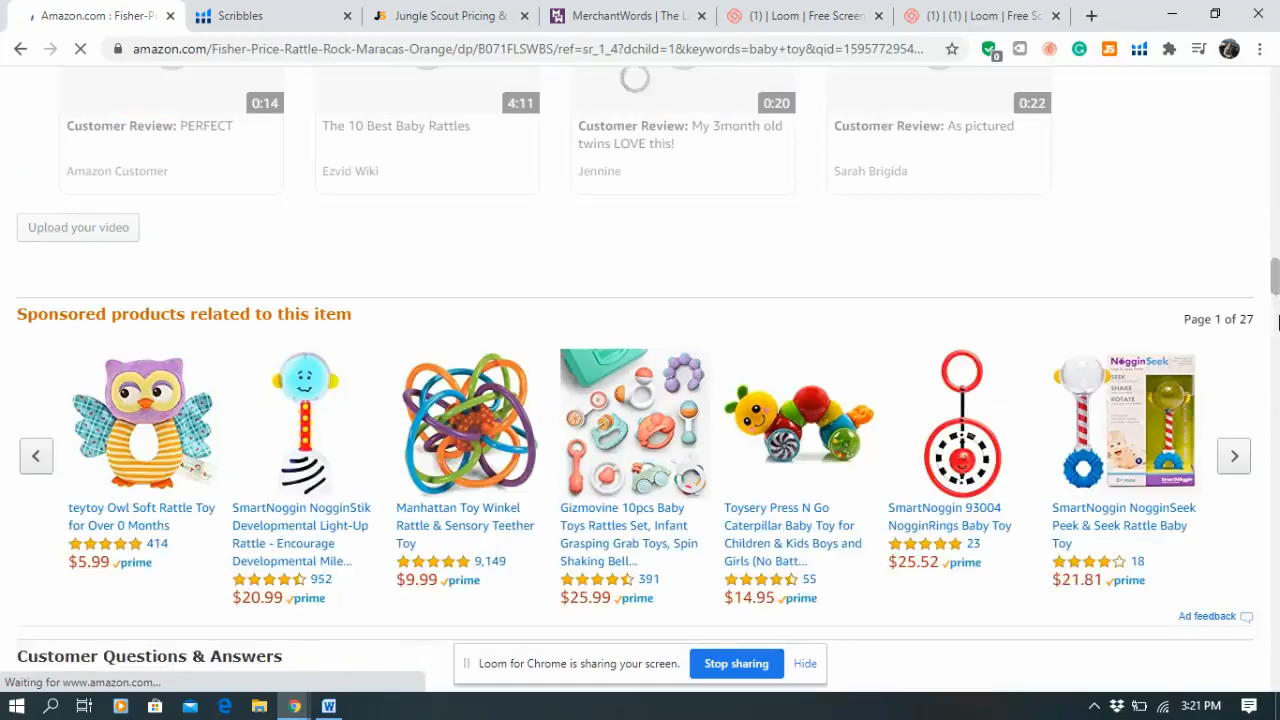 Amazon.com : Fisher-P
Scribbles
Jungle Scout Pricing &
MerchantWords | The L
(1) | Loom | Free Screen
(1) | (1) | Loom | Free Sc
amazon.com/Fisher-Price-Rattle-Rock-Maracas-Orange/dp/B071FLSWBS/ref=sr_1_4?dchild=1&keywords=baby+toy&qid=1595772954...
0
JS
0:14
4:11
0:20
0:22
Customer Review: PERFECT
The 10 Best Baby Rattles
Customer Review: My 3month old
twins LOVE this!
Customer Review: As pictured
Amazon Customer
Ezvid Wiki
Jennine
Sarah Brigida
Upload your video
Sponsored products related to this item
Page 1 of 27
NogginSeek
SEEK
SHAKE
ROTATE
teytoy Owl Soft Rattle Toy
for Over 0 Months
414
$5.99 prime
SmartNoggin NogginStik
Developmental Light-Up
Rattle - Encourage
Developmental Mile...
952
$20.99 prime
Manhattan Toy Winkel
Rattle & Sensory Teether
Toy
9,149
$9.99 prime
Gizmovine 10pcs Baby
Toys Rattles Set, Infant
Grasping Grab Toys, Spin
Shaking Bell...
391
$25.99 prime
Toysery Press N Go
Caterpillar Baby Toy for
Children & Kids Boys and
Girls (No Batt...
55
$14.95 prime
SmartNoggin 93004
NogginRings Baby Toy
23
$25.52 prime
SmartNoggin NogginSeek
Peek & Seek Rattle Baby
Toy
18
$21.81 prime
Ad feedback
Customer Questions & Answers
Loom for Chrome is sharing your screen.
Stop sharing
Hide
Waiting for www.amazon.com...
3:21 PM